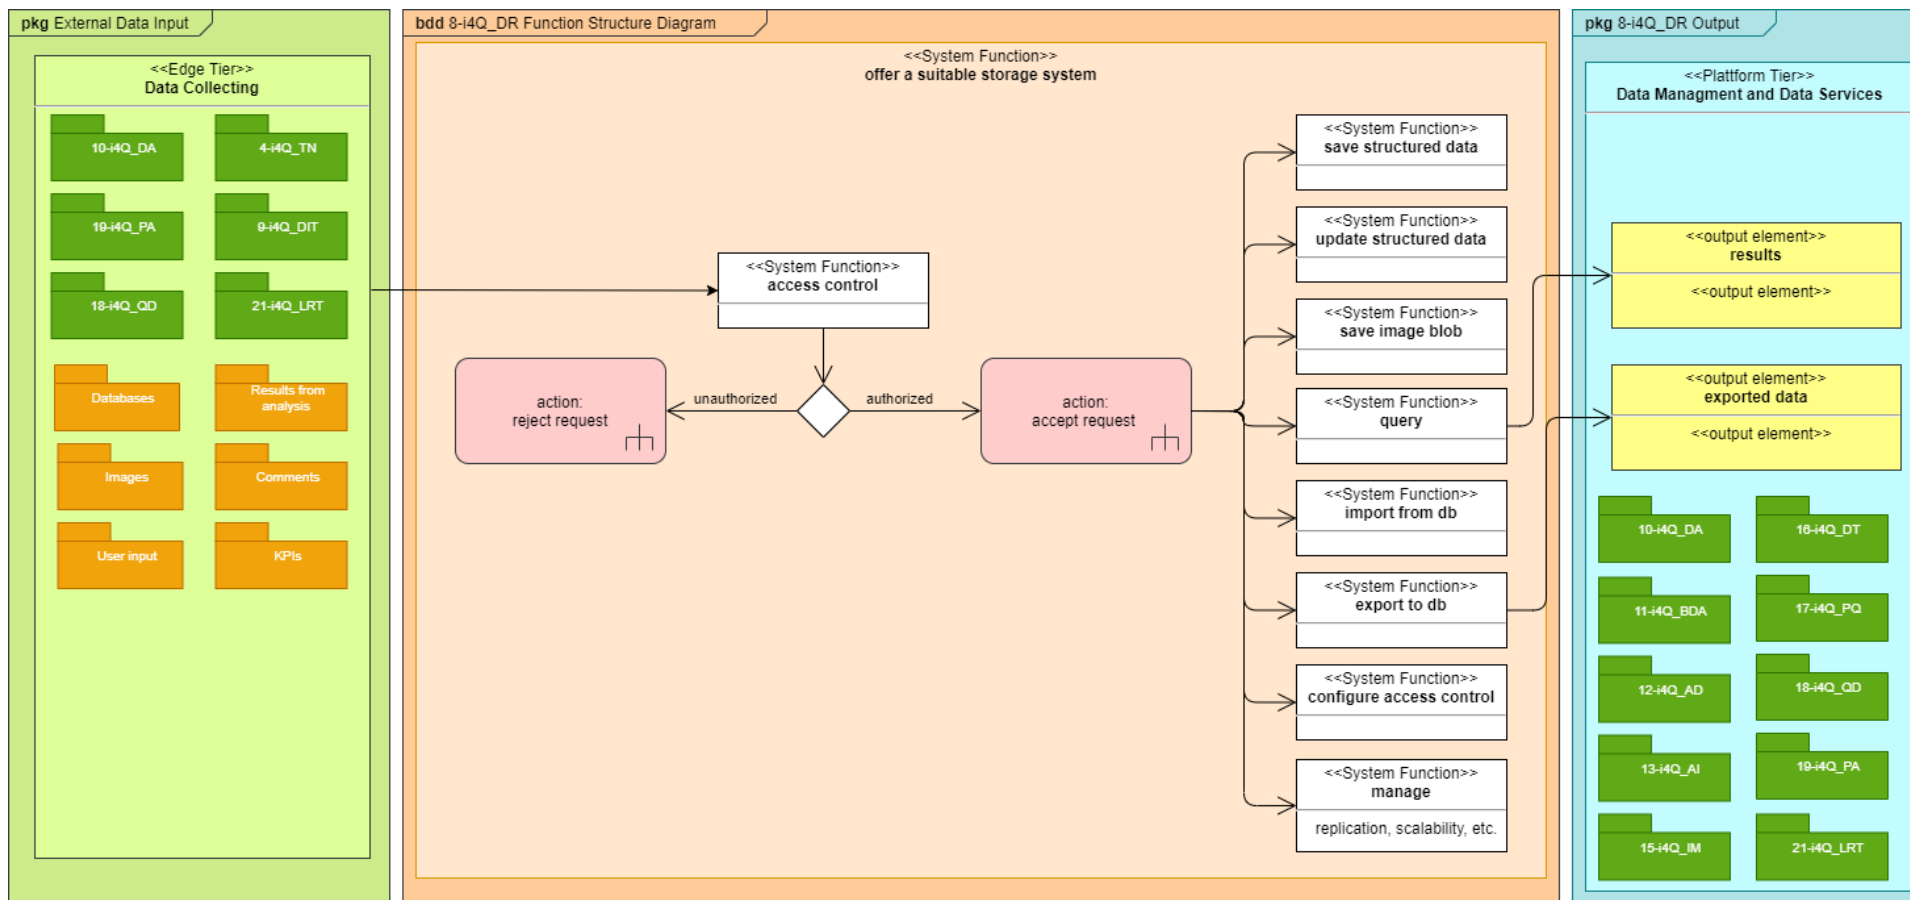 pkg External Data Input
<<Edge Tier>>
Data Collecting
10-i4Q_DA
4-i4Q_TN
19-i4Q_PA
9-i4Q_DIT
18-i4Q_QD
21-i4Q_LRT
Databases
Results from
analysis
Images
Comments
User input
KPIs
bdd 8-i4Q_DR Function Structure Diagram
<<System Function>>
offer a suitable storage system
<<System Function>>
access control
unauthorized
authorized
action:
reject request
action:
accept request
<<System Function>>
save structured data
<<System Function>>
update structured data
<<System Function>>
save image blob
<<System Function>>
query
<<System Function>>
import from db
<<System Function>>
export to db
<<System Function>>
configure access control
<<System Function>>
manage
replication, scalability, etc.
pkg 8-i4Q_DR Output
<<Plattform Tier>>
Data Managment and Data Services
<<output element>>
results
<<output element>>
<<output element>>
exported data
<<output element>>
10-i4Q_DA
16-i4Q_DT
11-i4Q_BDA
17-i4Q_PQ
12-i4Q_AD
18-i4Q_QD
13-i4Q_AI
19-i4Q_PA
15-i4Q_IM
21-i4Q_LRT